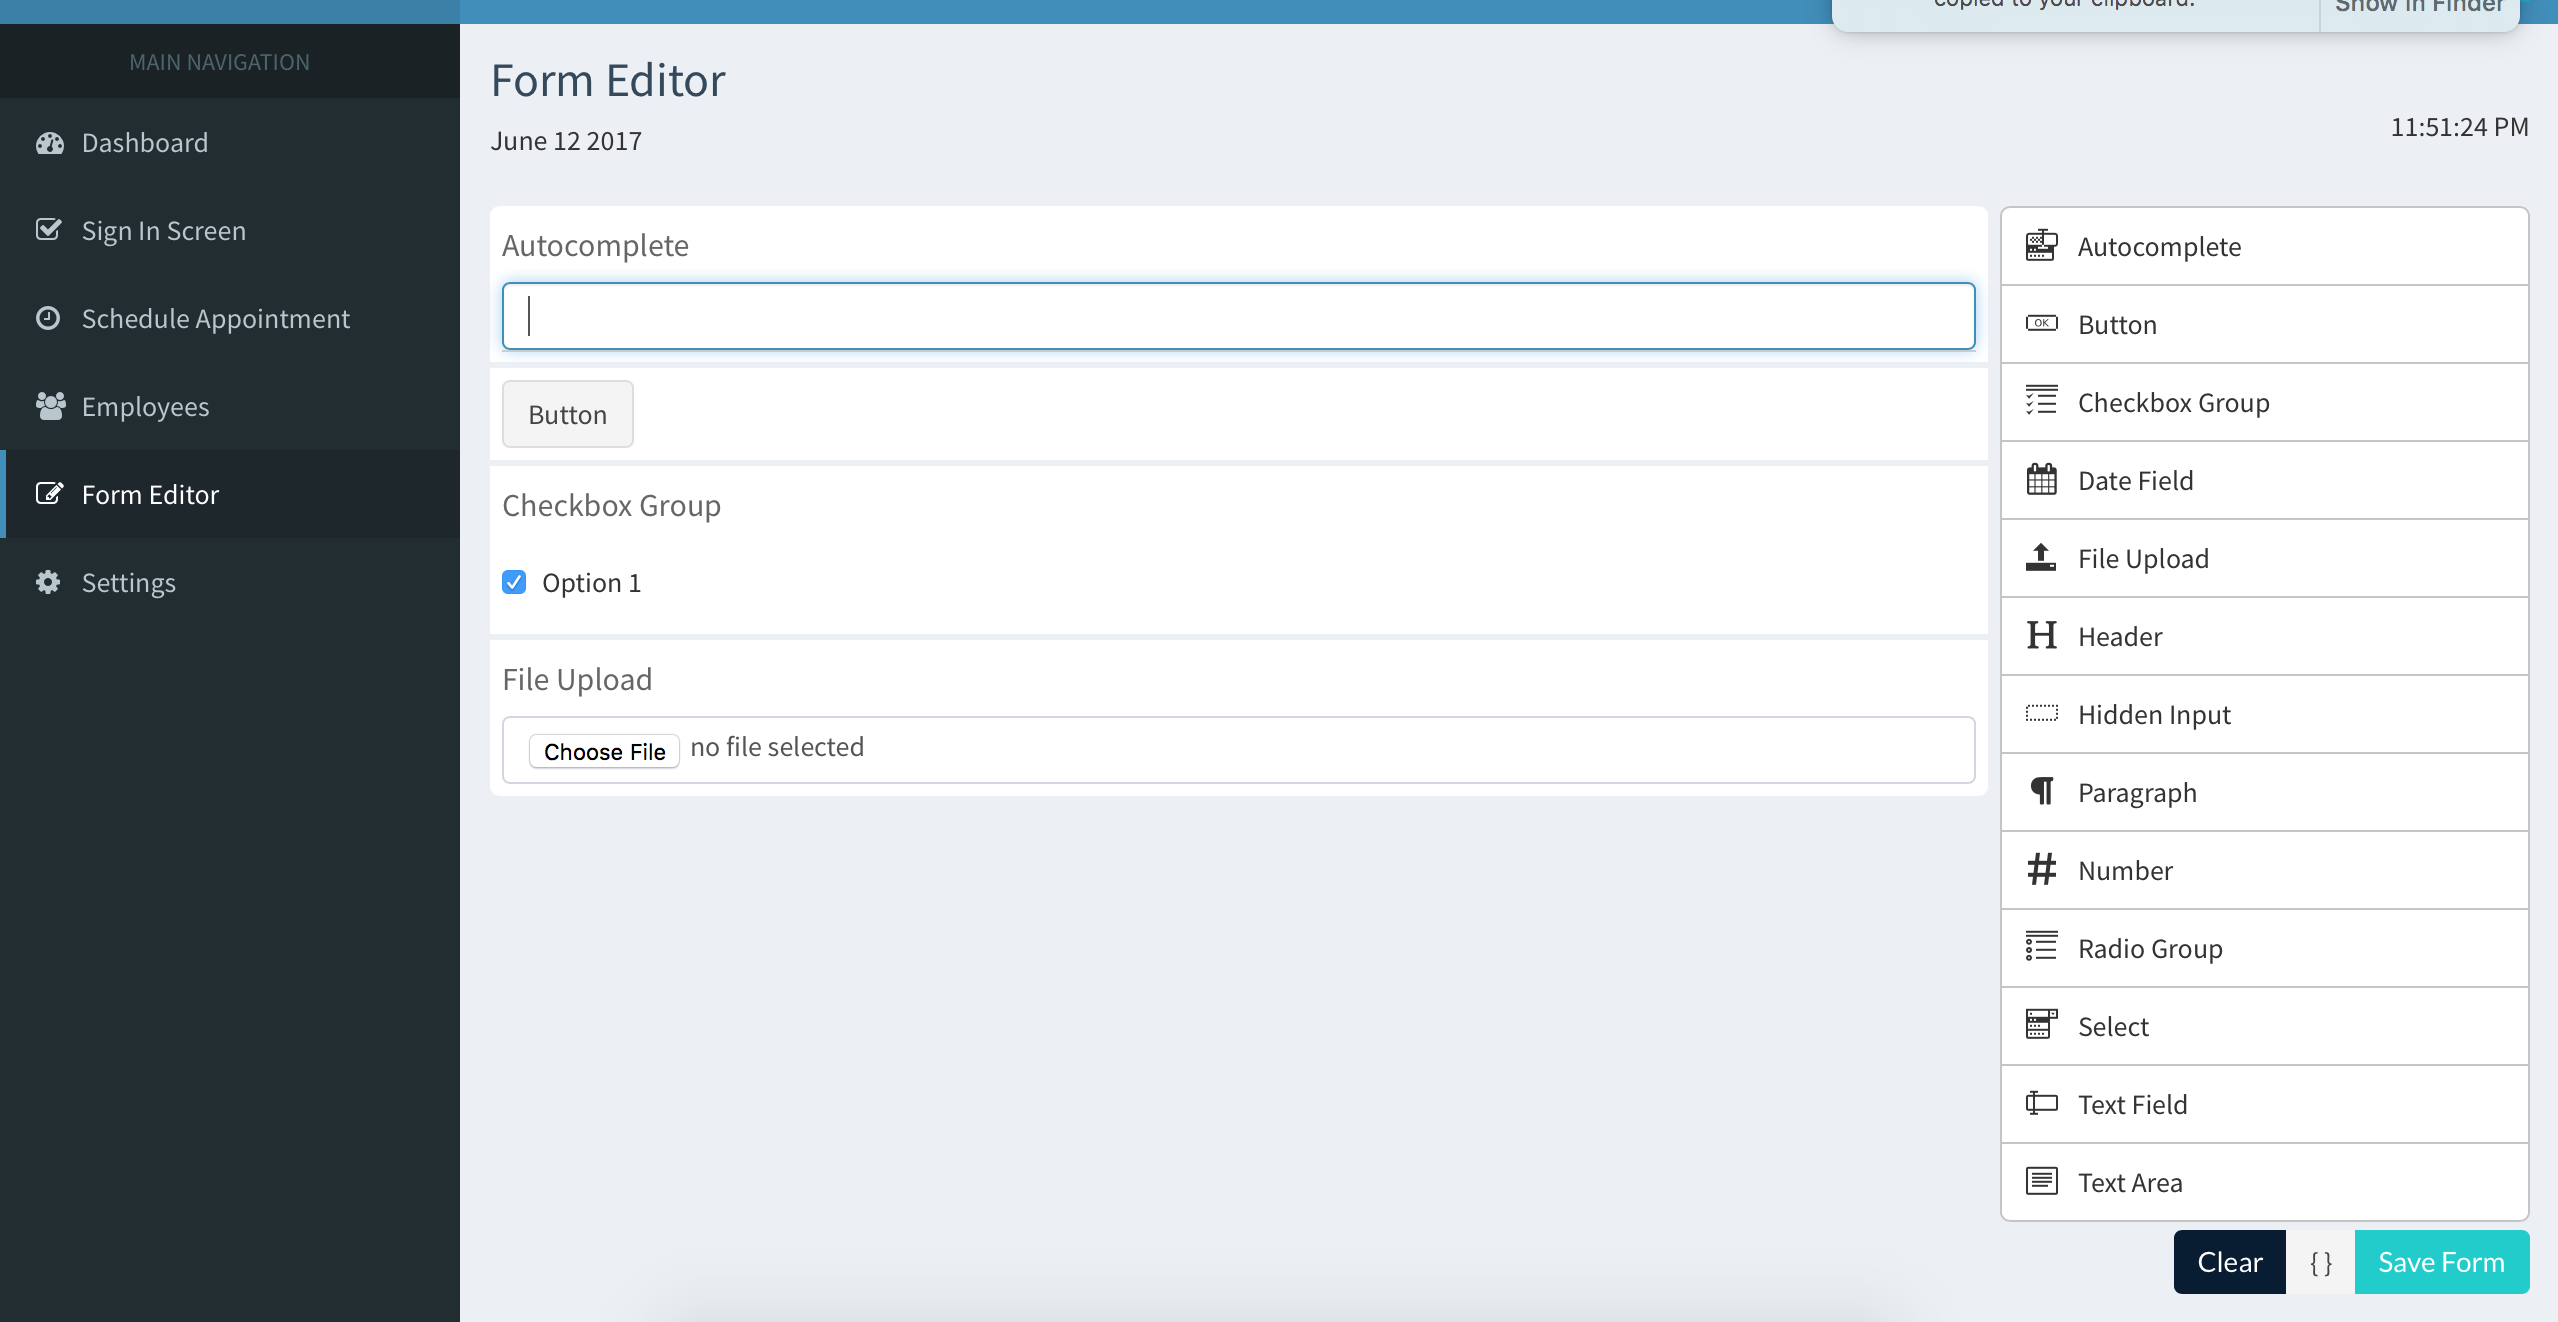 copied to your clipboard.
Show in Finder
MAIN NAVIGATION
Dashboard
Sign In Screen
Schedule Appointment
Employees
Form Editor
Settings
Form Editor
June 12 2017
11:51:24 PM
Autocomplete
Button
Checkbox Group
Option 1
File Upload
Choose File no file selected
Autocomplete
OK Button
Checkbox Group
Date Field
File Upload
H Header
Hidden Input
¶ Paragraph
# Number
Radio Group
Select
Text Field
Text Area
Clear
{ }
Save Form